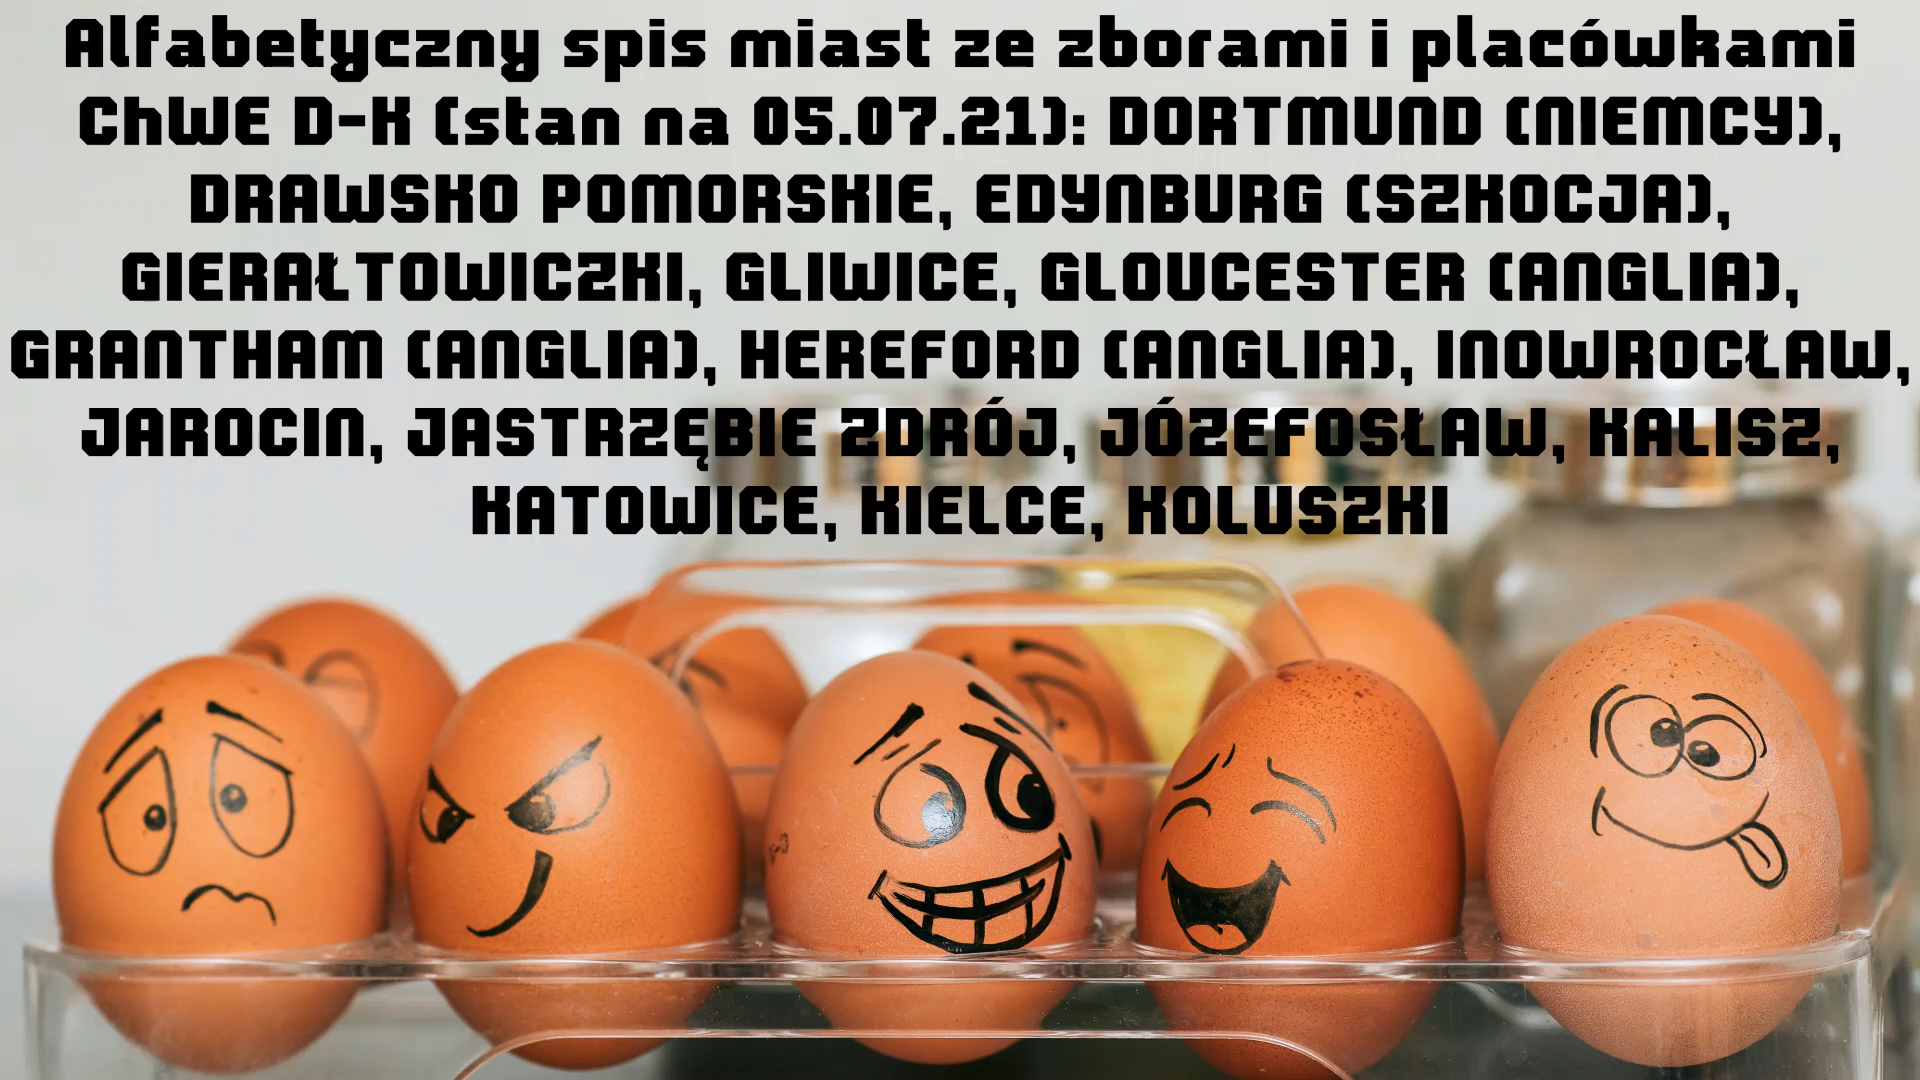 Alfabetyczny spis miast ze zborami i placówkami
ChWE D-K (stan na 05.07.21): DORTMUND (NIEMCY),
DRAWSKO POMORSKIE, EDYNBURG (SZKOCJA),
GIERAŁTOWICZKI, GLIWICE, GLOUCESTER (ANGLIA),
GRANTHAM (ANGLIA), HEREFORD (ANGLIA), INOWROCŁAW,
JAROCIN, JASTRZĘBIE ZDRÓJ, JÓZEFOSŁAW, KALISZ,
KATOWICE, KIELCE, KOLUSZKI